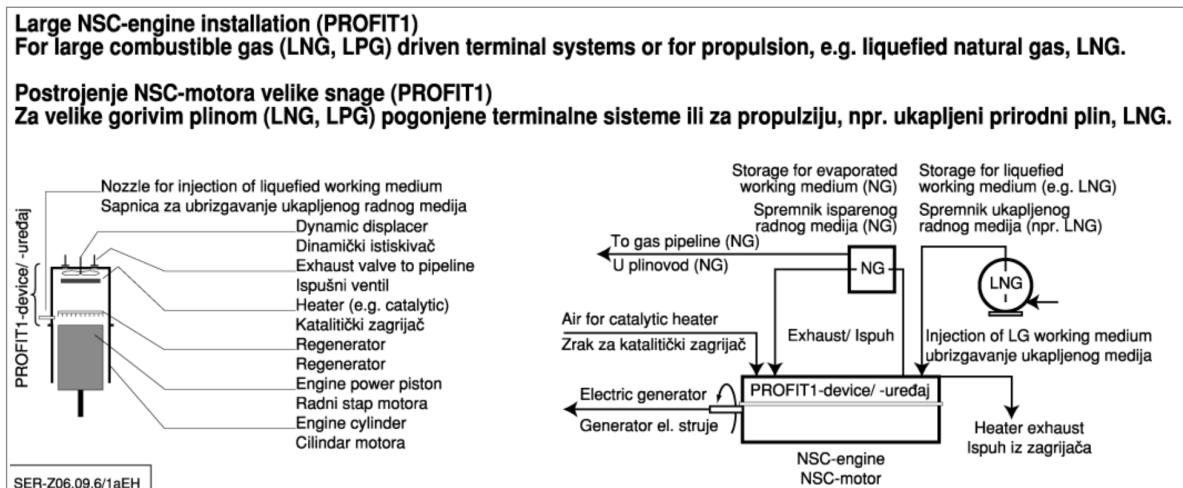 Large NSC-engine installation (PROFIT1)
For large combustible gas (LNG, LPG) driven terminal systems or for propulsion, e.g. liquefied natural gas, LNG.
Postrojenje NSC-motora velike snage (PROFIT1)
Za velike gorivim plinom (LNG, LPG) pogonjene terminalne sisteme ili za propulziju, npr. ukapljeni prirodni plin, LNG.
Nozzle for injection of liquefied working medium
Sapnica za ubrizgavanje ukapljenog radnog medija
Dynamic displacer
Dinamički istiskivač
Exhaust valve to pipeline
Ispušni ventil
Heater (e.g. catalytic)
Katalitički zagrijač
Regenerator
Regenerator
Engine power piston
Radni stap motora
Engine cylinder
Cilindar motora
PROFIT1-device/ -uređaj
SER-Z06.09.6/1aEH
Storage for evaporated
working medium (NG)
Spremnik isparenog
radnog medija (NG)
Storage for liquefied
working medium (e.g. LNG)
Spremnik ukapljenog
radnog medija (npr. LNG)
To gas pipeline (NG)
U plinovod (NG)
NG
LNG
Air for catalytic heater
Zrak za katalitički zagrijač
Exhaust/ Ispuh
Injection of LG working medium
ubrizgavanje ukapljenog medija
Electric generator
Generator el. struje
PROFIT1-device/ -uređaj
Heater exhaust
Ispuh iz zagrijača
NSC-engine
NSC-motor